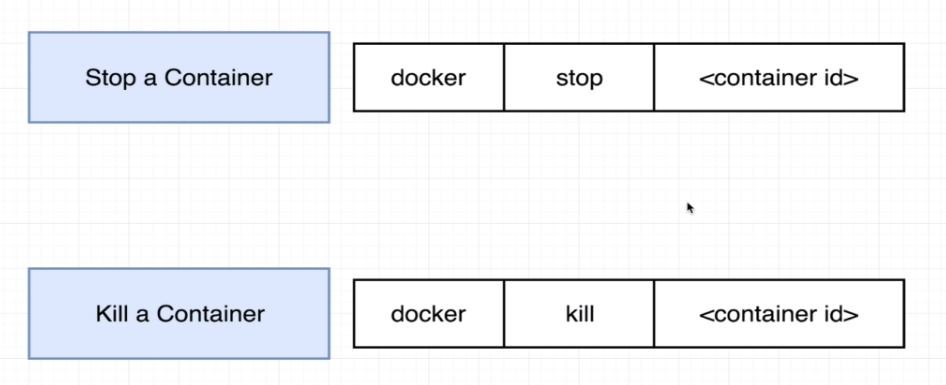 Stop a Container docker stop <container id>
Kill a Container docker kill <container id>